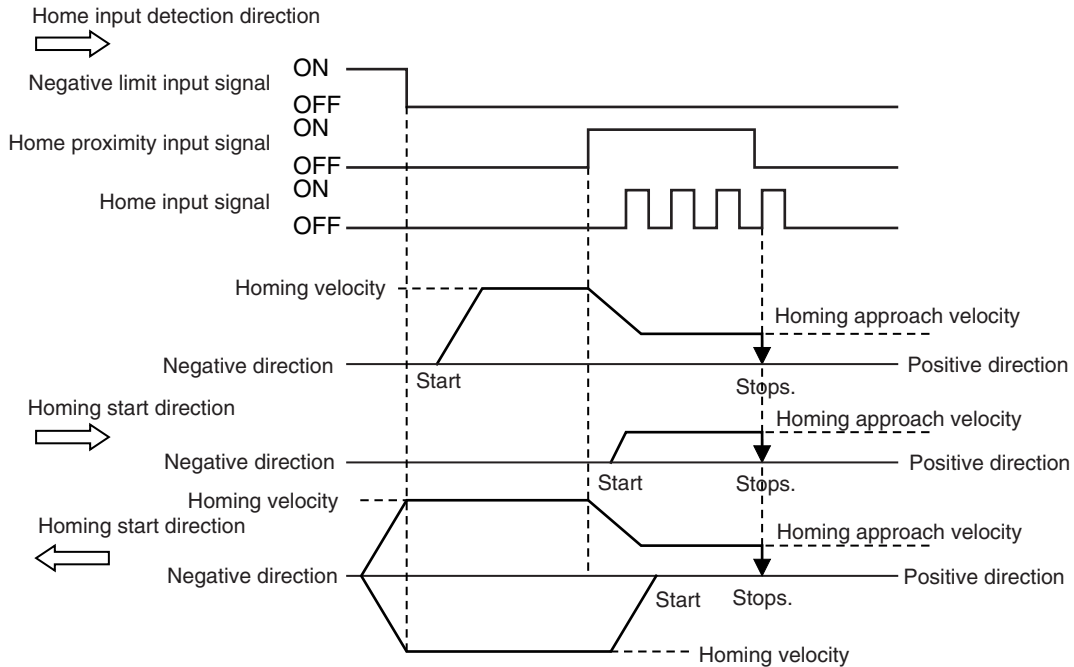 Home input detection direction
Negative limit input signal
ON
OFF
Home proximity input signal
ON
OFF
Home input signal
ON
OFF
Homing velocity
Homing approach velocity
Negative direction
Start
Stops.
Positive direction
Homing start direction
Homing approach velocity
Negative direction
Start
Stops.
Positive direction
Homing velocity
Homing start direction
Homing approach velocity
Negative direction
Start
Stops.
Positive direction
Homing velocity